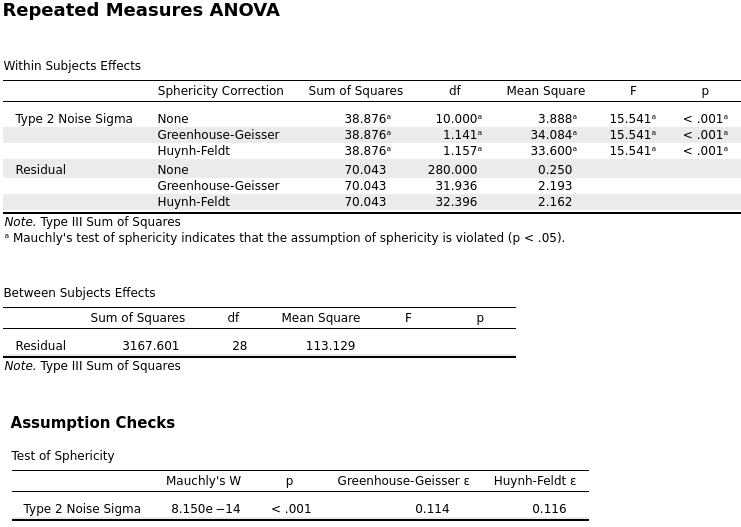 Repeated Measures ANOVA
Within Subjects Effects
Sphericity Correction Sum of Squares df Mean Square F p
Type 2 Noise Sigma None 38.876ᵃ 10.000ᵃ 3.888ᵃ 15.541ᵃ < .001ᵃ
Greenhouse-Geisser 38.876ᵃ 1.141ᵃ 34.084ᵃ 15.541ᵃ < .001ᵃ
Huynh-Feldt 38.876ᵃ 1.157ᵃ 33.600ᵃ 15.541ᵃ < .001ᵃ
Residual None 70.043 280.000 0.250
Greenhouse-Geisser 70.043 31.936 2.193
Huynh-Feldt 70.043 32.396 2.162
Note. Type III Sum of Squares
ᵃ Mauchly's test of sphericity indicates that the assumption of sphericity is violated (p < .05).
Between Subjects Effects
Sum of Squares df Mean Square F p
Residual 3167.601 28 113.129
Note. Type III Sum of Squares
Assumption Checks
Test of Sphericity
Mauchly's W p Greenhouse-Geisser ε Huynh-Feldt ε
Type 2 Noise Sigma 8.150e −14 < .001 0.114 0.116